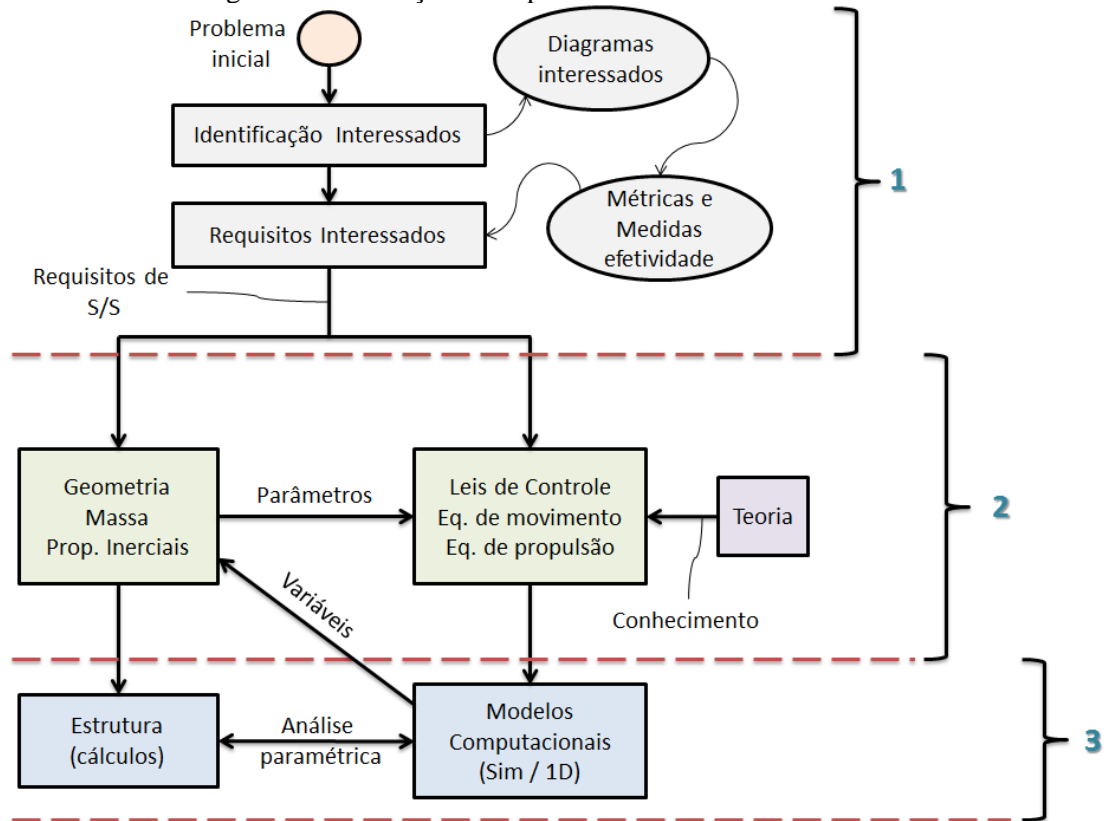 Problema
inicial
Diagramas
interessados
Identificação Interessados
Métricas e
Medidas
efetividade
Requisitos Interessados
1
Requisitos de
S/S
Geometria
Massa
Prop. Inerciais
Parâmetros
Leis de Controle
Eq. de movimento
Eq. de propulsão
Teoria
2
Variáveis
Conhecimento
Estrutura
(cálculos)
Análise
paramétrica
Modelos
Computacionais
(Sim / 1D)
3